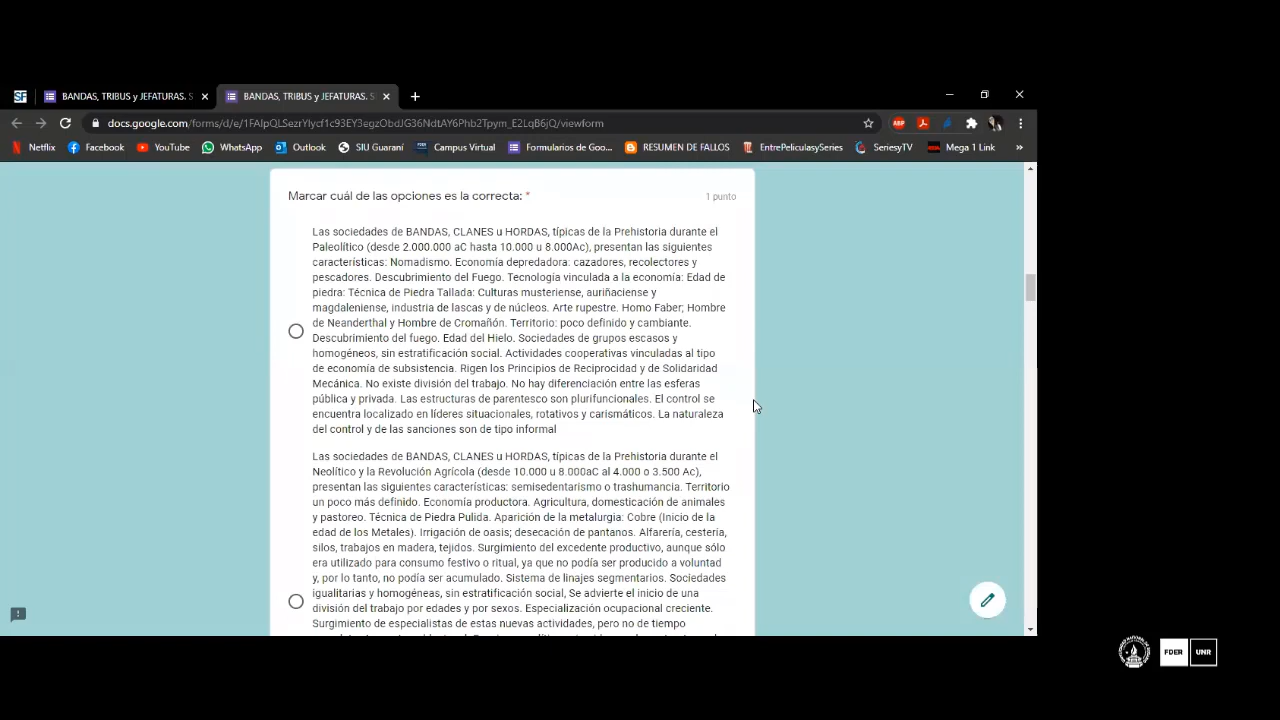 BANDAS, TRIBUS y JEFATURAS. S
BANDAS, TRIBUS y JEFATURAS. S
docs.google.com/forms/d/e/1FAIpQLSezrYIycf1c93EY3egzObdJG36NdtAY6Phb2Tpym_E2LqB6jQ/viewform
Netflix Facebook YouTube WhatsApp Outlook SIU Guaraní Campus Virtual Formularios de Goo... RESUMEN DE FALLOS EntrePeliculasySeries SeriesyTV Mega 1 Link »
Marcar cuál de las opciones es la correcta: * 1 punto
Las sociedades de BANDAS, CLANES u HORDAS, típicas de la Prehistoria durante el
Paleolítico (desde 2.000.000 aC hasta 10.000 u 8.000Ac), presentan las siguientes
características: Nomadismo. Economía depredadora: cazadores, recolectores y
pescadores. Descubrimiento del Fuego. Tecnología vinculada a la economía: Edad de
piedra: Técnica de Piedra Tallada: Culturas musteriense, auriñaciense y
magdaleniense, industria de lascas y de núcleos. Arte rupestre. Homo Faber; Hombre
de Neanderthal y Hombre de Cromañón. Territorio: poco definido y cambiante.
Descubrimiento del fuego. Edad del Hielo. Sociedades de grupos escasos y
homogéneos, sin estratificación social. Actividades cooperativas vinculadas al tipo
de economía de subsistencia. Rigen los Principios de Reciprocidad y de Solidaridad
Mecánica. No existe división del trabajo. No hay diferenciación entre las esferas
pública y privada. Las estructuras de parentesco son plurifuncionales. El control se
encuentra localizado en líderes situacionales, rotativos y carismáticos. La naturaleza
del control y de las sanciones son de tipo informal
Las sociedades de BANDAS, CLANES u HORDAS, típicas de la Prehistoria durante el
Neolítico y la Revolución Agrícola (desde 10.000 u 8.000aC al 4.000 o 3.500 Ac),
presentan las siguientes características: semisedentarismo o trashumancia. Territorio
un poco más definido. Economía productora. Agricultura, domesticación de animales
y pastoreo. Técnica de Piedra Pulida. Aparición de la metalurgia: Cobre (Inicio de la
edad de los Metales). Irrigación de oasis; desecación de pantanos. Alfarería, cestería,
silos, trabajos en madera, tejidos. Surgimiento del excedente productivo, aunque sólo
era utilizado para consumo festivo o ritual, ya que no podía ser producido a voluntad
y, por lo tanto, no podía ser acumulado. Sistema de linajes segmentarios. Sociedades
igualitarias y homogéneas, sin estratificación social, Se advierte el inicio de una
división del trabajo por edades y por sexos. Especialización ocupacional creciente.
Surgimiento de especialistas de estas nuevas actividades, pero no de tiempo
FDER UNR